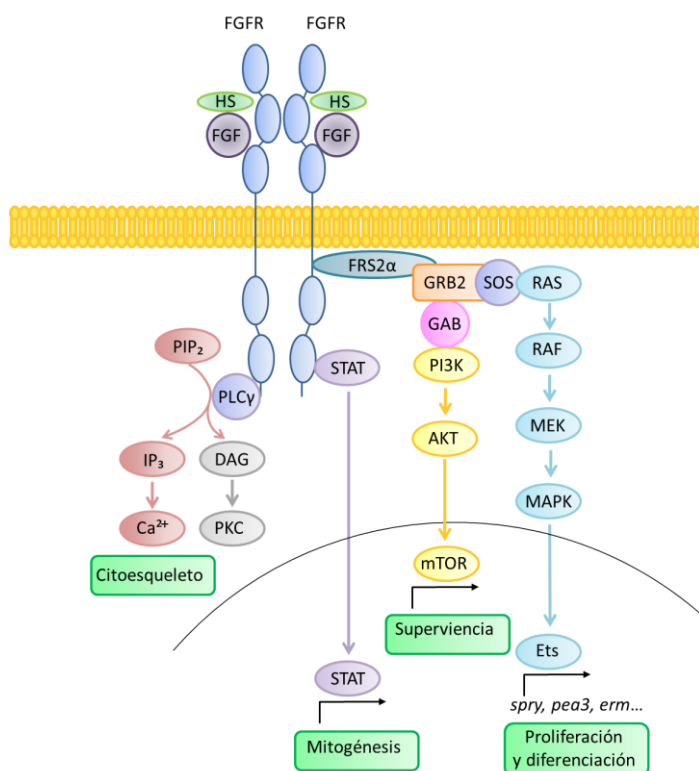 FGFR FGFR
HS HS
FGF FGF
FRS2α
GRB2 SOS RAS
GAB
PIP₂ STAT PI3K RAF
PLCγ
MEK
AKT
IP₃ DAG
MAPK
Ca²⁺ PKC
mTOR
Citoesqueleto
Superviencia
Ets
STAT
spry, pea3, erm...
Mitogénesis
Proliferación
y diferenciación